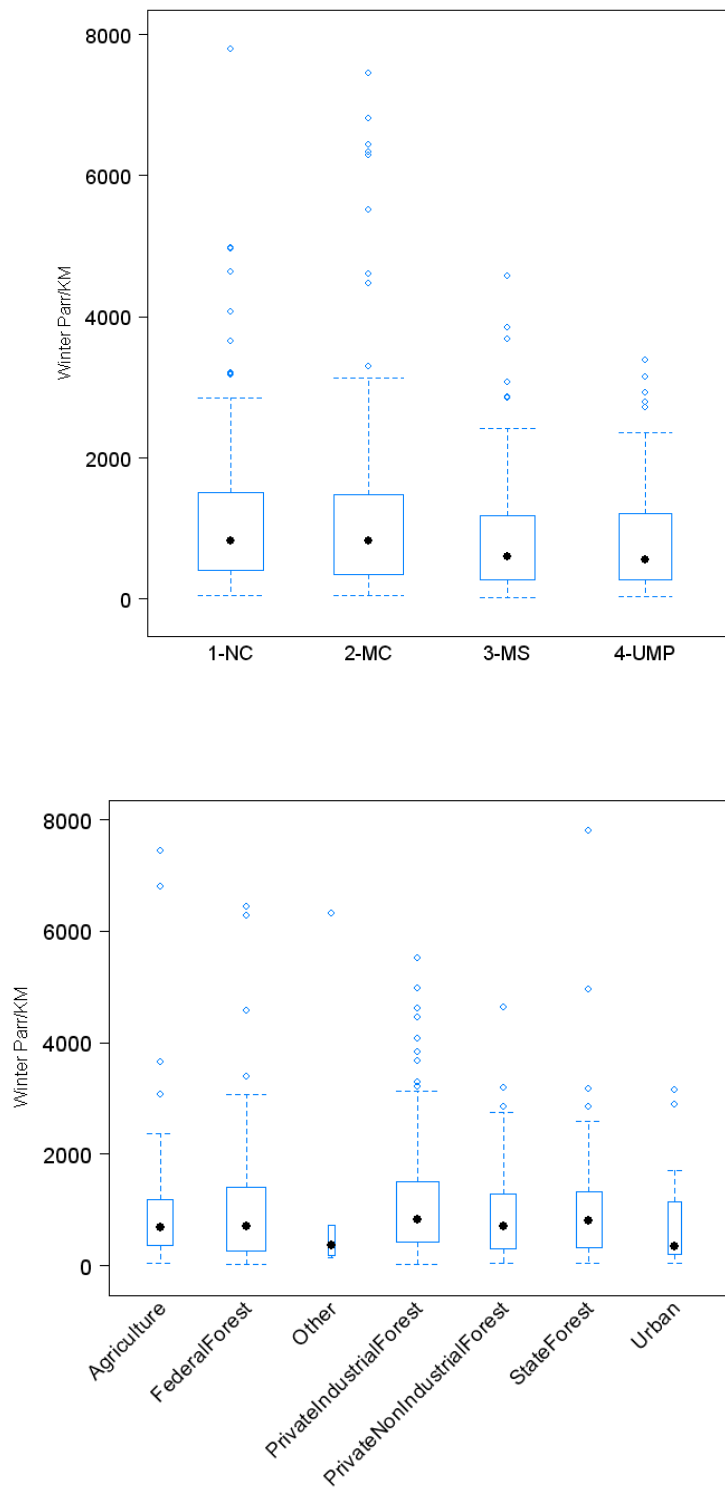 8000
6000
4000
2000
0
Winter Parr/KM
1-NC
2-MC
3-MS
4-UMP
8000
6000
4000
2000
0
Winter Parr/KM
Agriculture
FederalForest
Other
PrivateIndustrialForest
PrivateNonIndustrialForest
StateForest
Urban